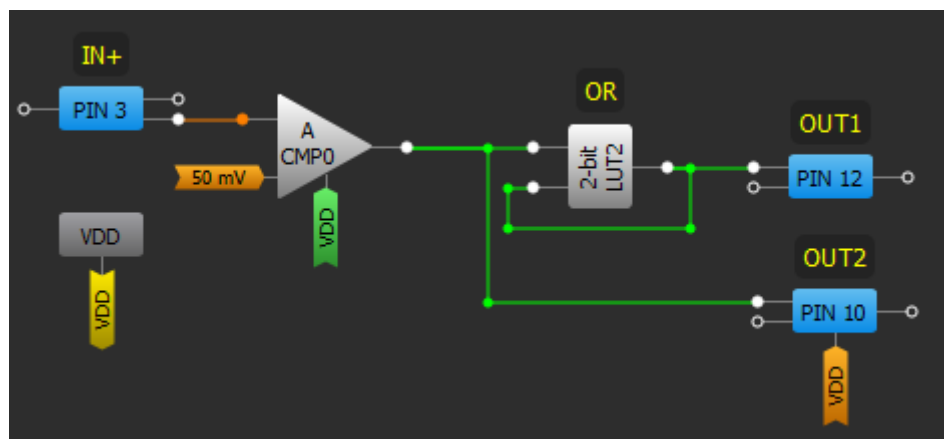 IN+
PIN 3
A
CMP0
50 mV
VDD
VDD
VDD
OR
2-bit
LUT2
OUT1
PIN 12
OUT2
PIN 10
VDD